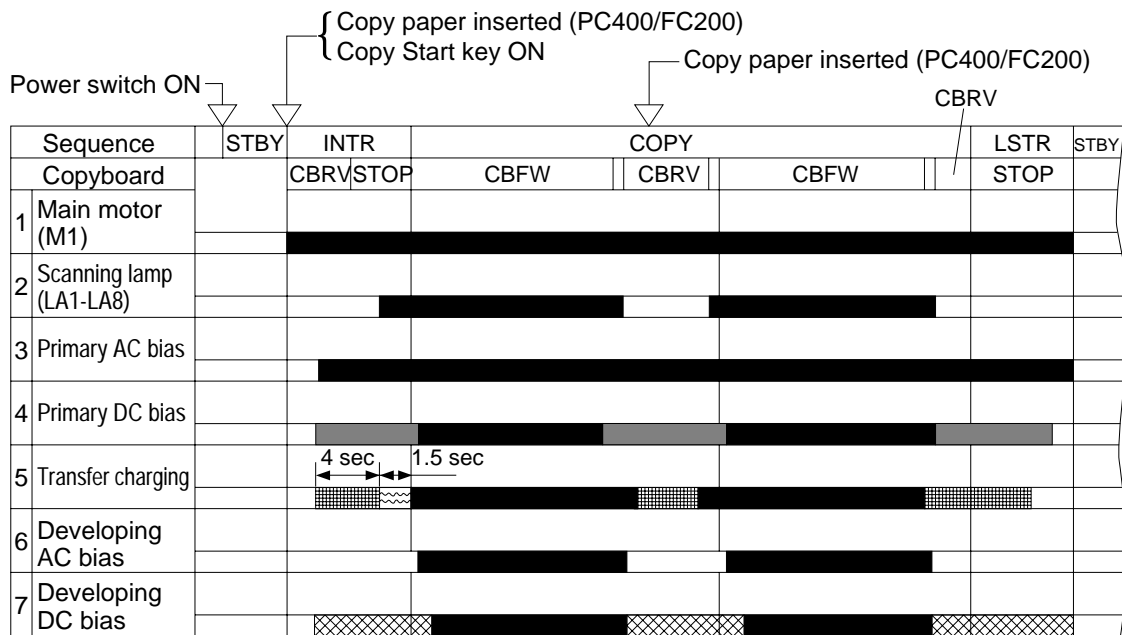 Copy paper inserted (PC400/FC200)
Copy Start key ON
Copy paper inserted (PC400/FC200)
Power switch ON
CBRV
Sequence STBY INTR COPY LSTR STBY
Copyboard CBRV STOP CBFW CBRV CBFW STOP
1 Main motor
(M1)
2 Scanning lamp
(LA1-LA8)
3 Primary AC bias
4 Primary DC bias
4 sec 1.5 sec
5 Transfer charging
6 Developing
AC bias
7 Developing
DC bias